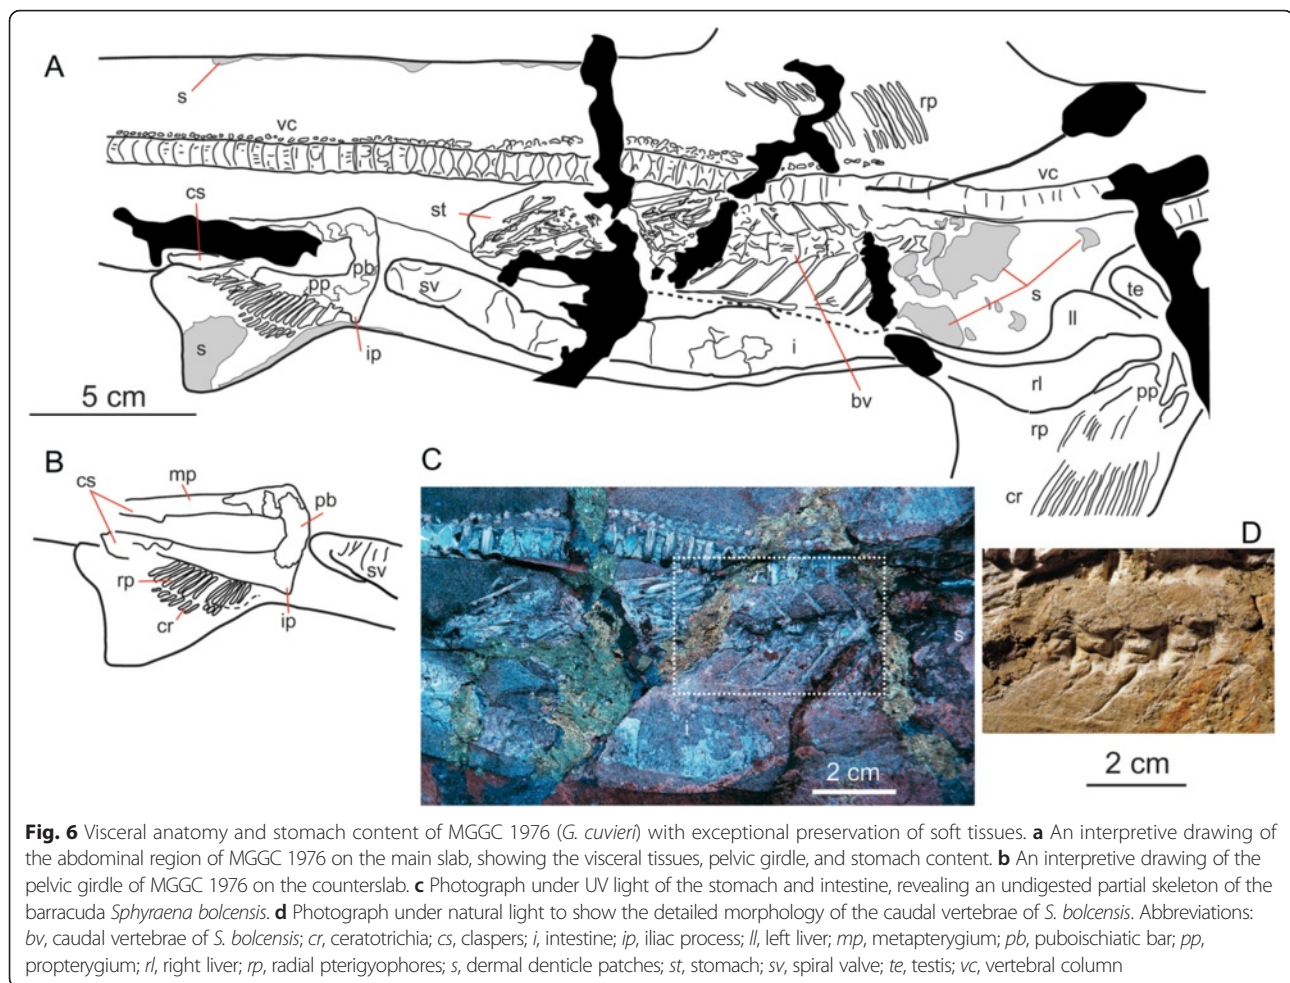 A
s
vc
rp
vc
cs
st
pb
sv
pp
s
te
s
ll
ip
i
rl
pp
5 cm
bv
rp
B
C
mp
cs
pb
cr
D
sv
rp
s
cr
ip
i
2 cm
2 cm
Fig. 6 Visceral anatomy and stomach content of MGGC 1976 (G. cuvieri) with exceptional preservation of soft tissues. a An interpretive drawing of
the abdominal region of MGGC 1976 on the main slab, showing the visceral tissues, pelvic girdle, and stomach content. b An interpretive drawing of the
pelvic girdle of MGGC 1976 on the counterslab. c Photograph under UV light of the stomach and intestine, revealing an undigested partial skeleton of the
barracuda Sphyraena bolcensis. d Photograph under natural light to show the detailed morphology of the caudal vertebrae of S. bolcensis. Abbreviations:
bv, caudal vertebrae of S. bolcensis; cr, ceratotrichia; cs, claspers; i, intestine; ip, iliac process; ll, left liver; mp, metapterygium; pb, puboischiatic bar; pp,
propterygium; rl, right liver; rp, radial pterigyophores; s, dermal denticle patches; st, stomach; sv, spiral valve; te, testis; vc, vertebral column